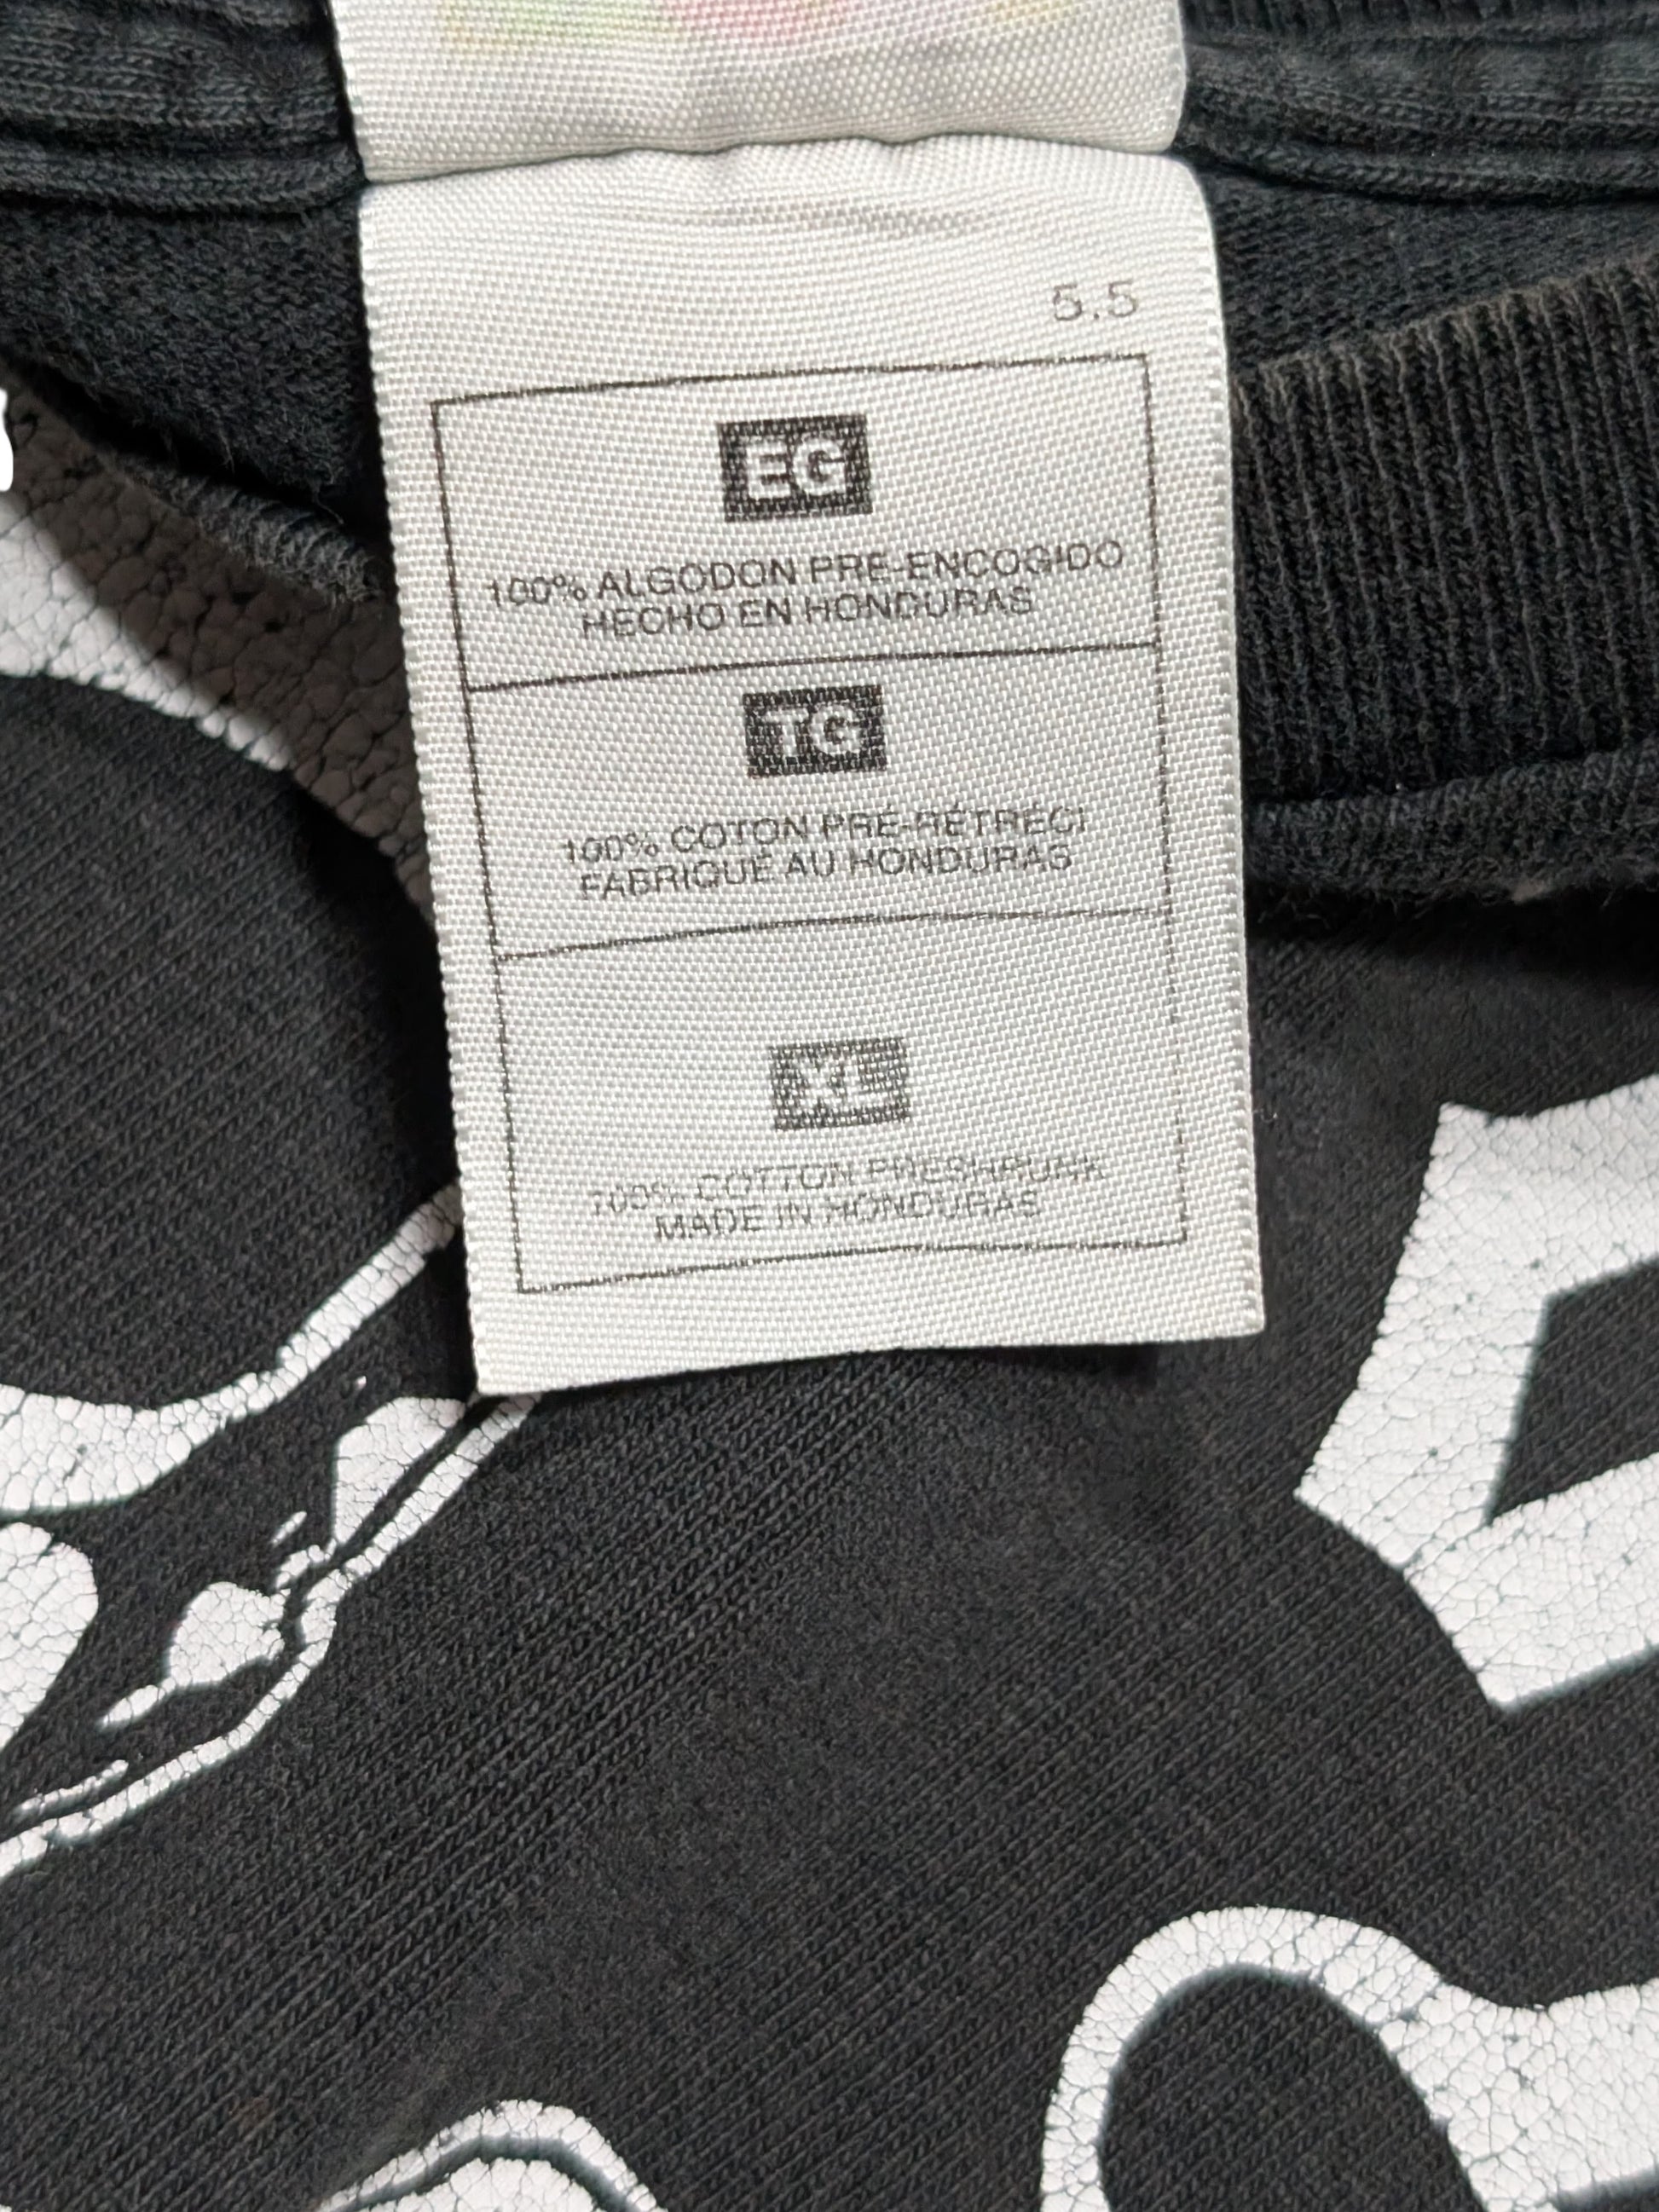 5.5
EG
100% ALGODON PRE-ENCOGIDO
HECHO EN HONDURAS
TG
100% COTON PRÉ-RÉTRÉCI
FABRIQUÉ AU HONDURAS
XL
100% COTTON PRESHRUNK
MADE IN HONDURAS